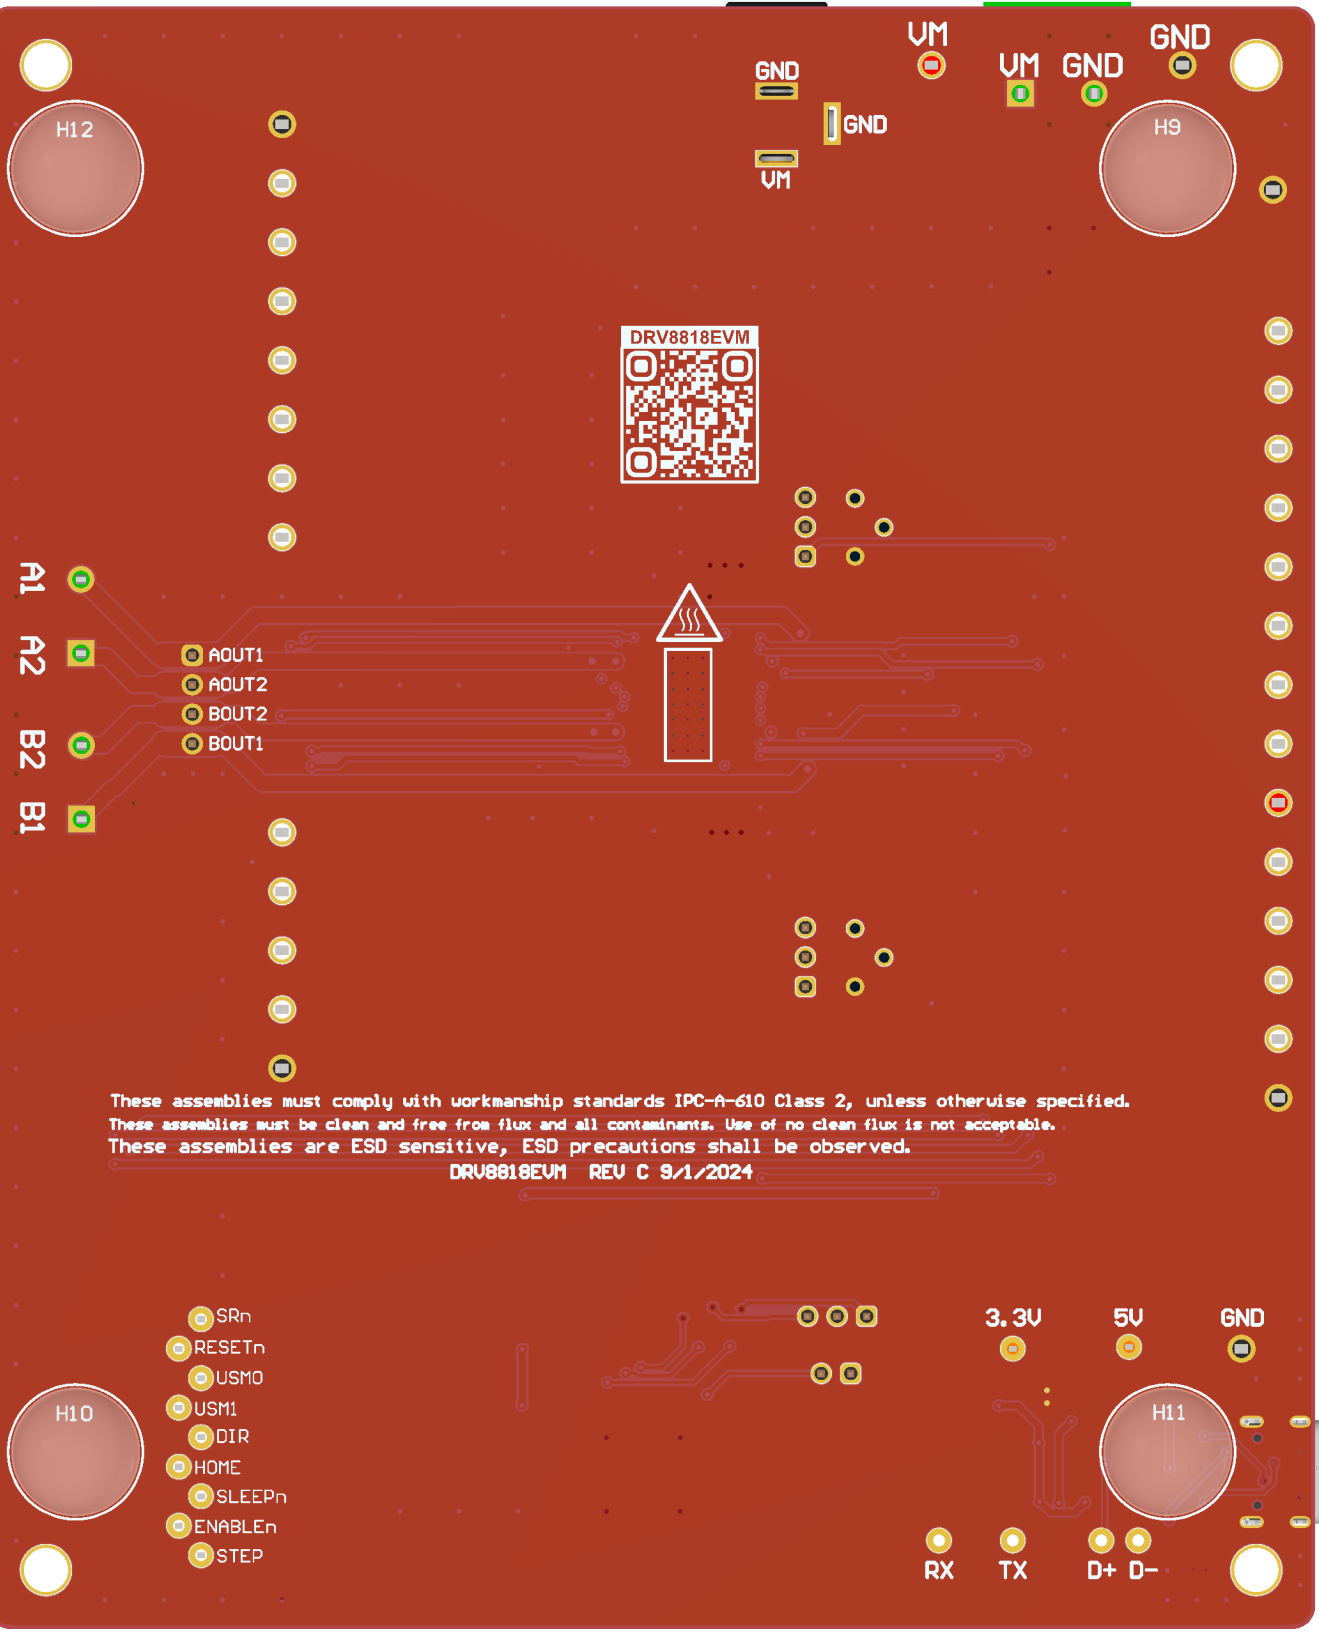 VM
GND
VM
GND
GND
H12
H9
GND
VM
DRV8818EVM
A1
A2
AOUT1
AOUT2
BOUT2
B2
BOUT1
B1
These assemblies must comply with workmanship standards IPC-A-610 Class 2, unless otherwise specified.
These assemblies must be clean and free from flux and all contaminants. Use of no clean flux is not acceptable.
These assemblies are ESD sensitive, ESD precautions shall be observed.
DRV8818EVM REV C 9/1/2024
SRn
3.3V
5V
GND
RESETn
USM0
USM1
H10
H11
DIR
HOME
SLEEPn
ENABLEn
STEP
RX
TX
D+
D-